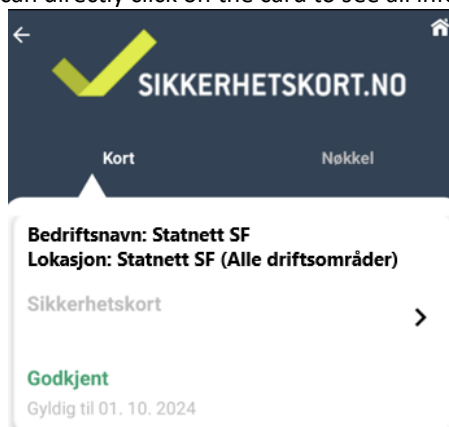 can directly click on the card to see all
SIKKERHETSKORT.NO
Kort
Nøkkel
Bedriftsnavn: Statnett SF
Lokasjon: Statnett SF (Alle driftsområder)
Sikkerhetskort
Godkjent
Gyldig til 01. 10. 2024